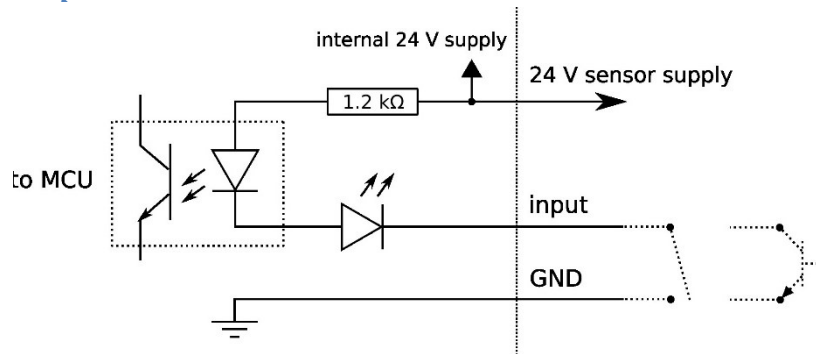 internal 24 V supply
24 V sensor supply
1.2 kΩ
to MCU
input
GND